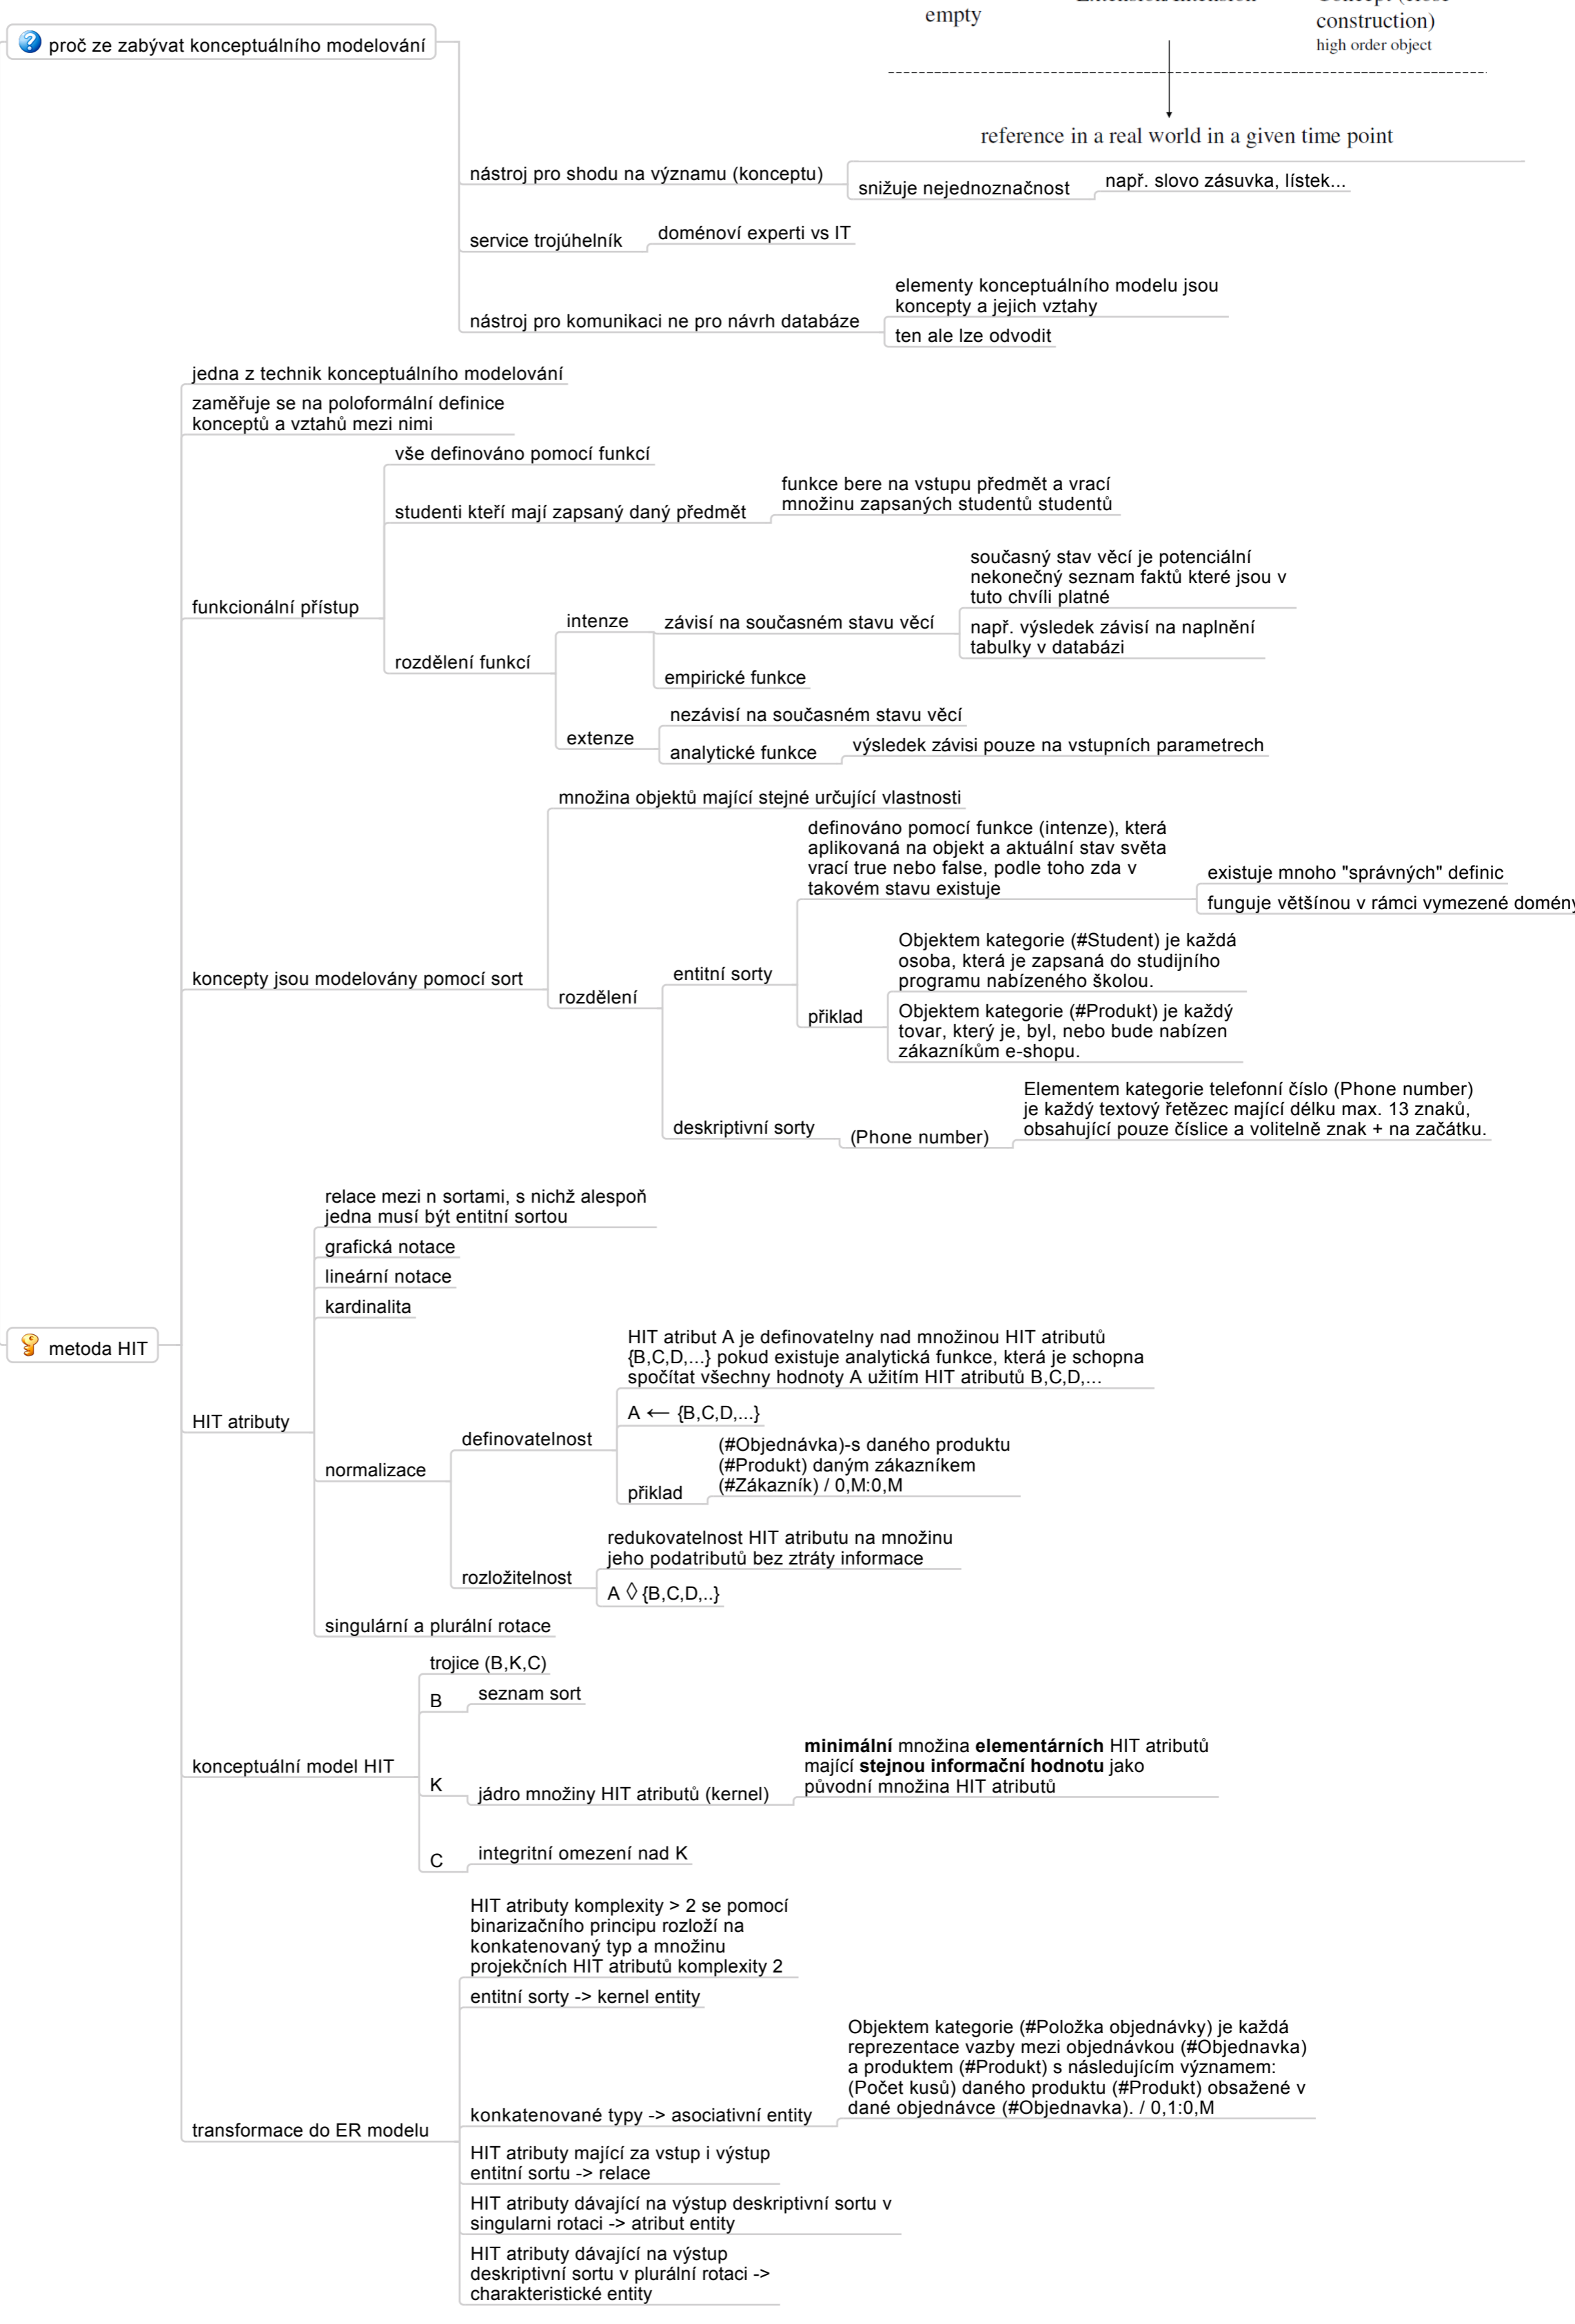 empty
construction)
high order object
proč ze zabývat konceptuálního modelování
reference in a real world in a given time point
nástroj pro shodu na významu (konceptu)
snižuje nejednoznačnost
např. slovo zásuvka, lístek...
service trojúhelník
doménoví experti vs IT
nástroj pro komunikaci ne pro návrh databáze
elementy konceptuálního modelu jsou
koncepty a jejich vztahy
ten ale lze odvodit
metoda HIT
jedna z technik konceptuálního modelování
zaměřuje se na poloformální definice
konceptů a vztahů mezi nimi
funkcionální přístup
vše definováno pomocí funkcí
studenti kteří mají zapsaný daný předmět
funkce bere na vstupu předmět a vrací
množinu zapsaných studentů studentů
rozdělení funkcí
intenze
závisí na současném stavu věcí
současný stav věcí je potenciální
nekonečný seznam faktů které jsou v
tuto chvíli platné
např. výsledek závisí na naplnění
tabulky v databázi
empirické funkce
extenze
nezávisí na současném stavu věcí
analytické funkce
výsledek závisi pouze na vstupních parametrech
koncepty jsou modelovány pomocí sort
množina objektů mající stejné určující vlastnosti
rozdělení
entitní sorty
definováno pomocí funkce (intenze), která
aplikovaná na objekt a aktuální stav světa
vrací true nebo false, podle toho zda v
takovém stavu existuje
existuje mnoho "správných" definic
funguje většínou v rámci vymezené domény
přiklad
Objektem kategorie (#Student) je každá
osoba, která je zapsaná do studijního
programu nabízeného školou.
Objektem kategorie (#Produkt) je každý
tovar, který je, byl, nebo bude nabízen
zákazníkům e-shopu.
deskriptivní sorty
(Phone number)
Elementem kategorie telefonní číslo (Phone number)
je každý textový řetězec mající délku max. 13 znaků,
obsahující pouze číslice a volitelně znak + na začátku.
HIT atributy
relace mezi n sortami, s nichž alespoň
jedna musí být entitní sortou
grafická notace
lineární notace
kardinalita
normalizace
definovatelnost
HIT atribut A je definovatelny nad množinou HIT atributů
{B,C,D,...} pokud existuje analytická funkce, která je schopna
spočítat všechny hodnoty A užitím HIT atributů B,C,D,...
A ⟵ {B,C,D,...}
přiklad
(#Objednávka)-s daného produktu
(#Produkt) daným zákazníkem
(#Zákazník) / 0,M:0,M
rozložitelnost
redukovatelnost HIT atributu na množinu
jeho podatributů bez ztráty informace
A ◊ {B,C,D,..}
singulární a plurální rotace
konceptuální model HIT
trojice (B,K,C)
B
seznam sort
K
jádro množiny HIT atributů (kernel)
minimální množina elementárních HIT atributů
mající stejnou informační hodnotu jako
původní množina HIT atributů
C
integritní omezení nad K
transformace do ER modelu
HIT atributy komplexity > 2 se pomocí
binarizačního principu rozloží na
konkatenovaný typ a množinu
projekčních HIT atributů komplexity 2
entitní sorty -> kernel entity
konkatenované typy -> asociativní entity
Objektem kategorie (#Položka objednávky) je každá
reprezentace vazby mezi objednávkou (#Objednavka)
a produktem (#Produkt) s následujícím významem:
(Počet kusů) daného produktu (#Produkt) obsažené v
dané objednávce (#Objednavka). / 0,1:0,M
HIT atributy mající za vstup i výstup
entitní sortu -> relace
HIT atributy dávající na výstup deskriptivní sortu v
singularni rotaci -> atribut entity
HIT atributy dávající na výstup
deskriptivní sortu v plurální rotaci ->
charakteristické entity